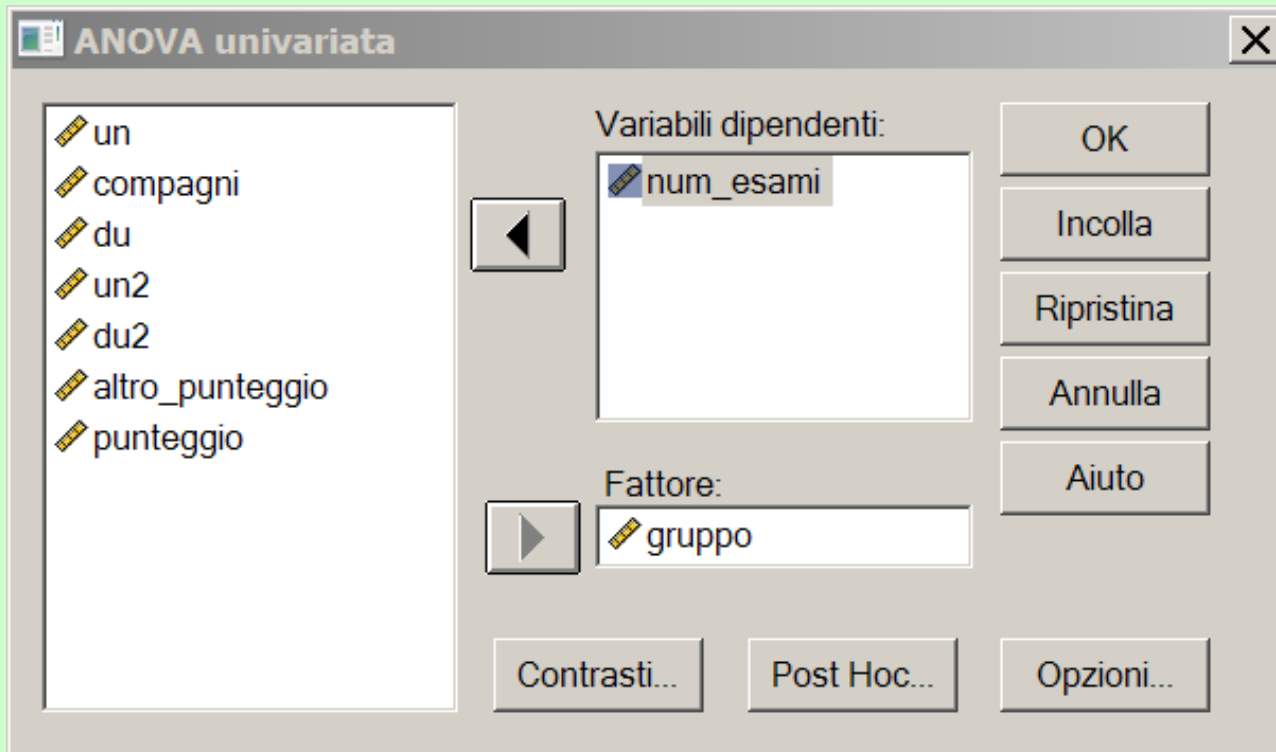 ANOVA univariata
un
compagni
du
un2
du2
altro_punteggio
punteggio
Variabili dipendenti:
num_esami
Fattore:
gruppo
OK
Incolla
Ripristina
Annulla
Aiuto
Contrasti...
Post Hoc...
Opzioni...